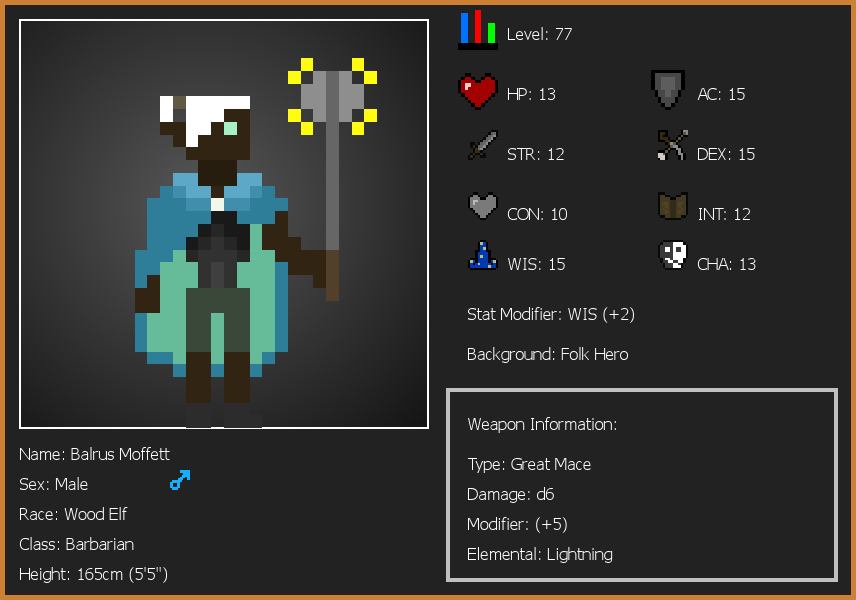 Level: 77
HP: 13
AC: 15
STR: 12
DEX: 15
CON: 10
INT: 12
WIS: 15
CHA: 13
Stat Modifier: WIS (+2)
Background: Folk Hero
Weapon Information:
Type: Great Mace
Damage: d6
Modifier: (+5)
Elemental: Lightning
Name: Balrus Moffett
Sex: Male
Race: Wood Elf
Class: Barbarian
Height: 165cm (5'5")